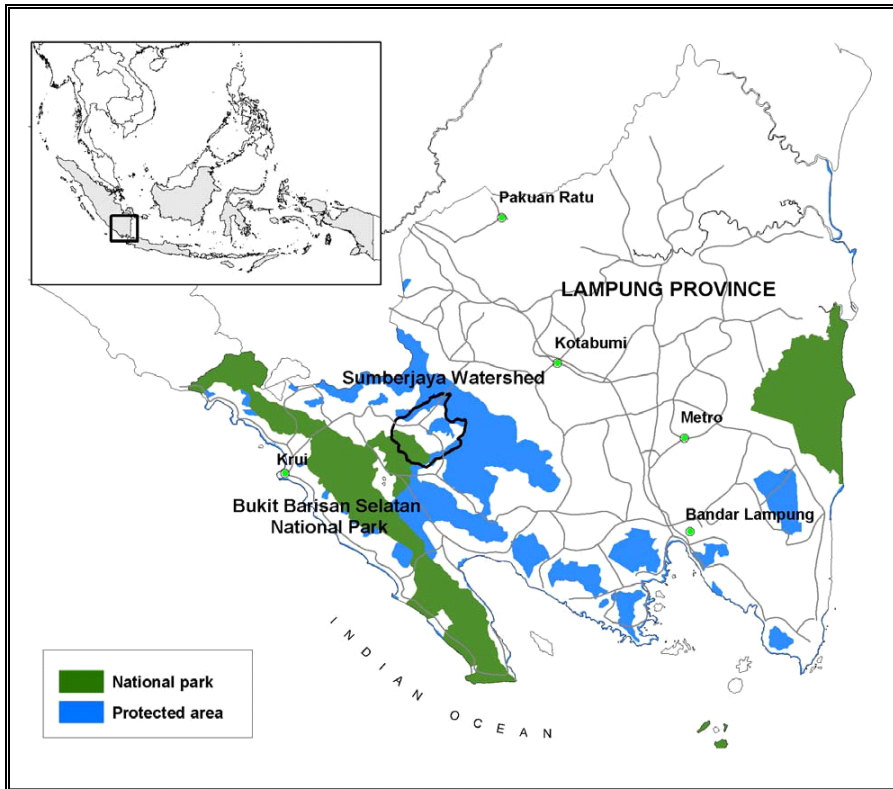 Pakuan Ratu
LAMPUNG PROVINCE
Kotabumi
Sumberjaya Watershed
Metro
Krui
Bukit Barisan Selatan
National Park
Bandar Lampung
INDIAN OCEAN
National park
Protected area